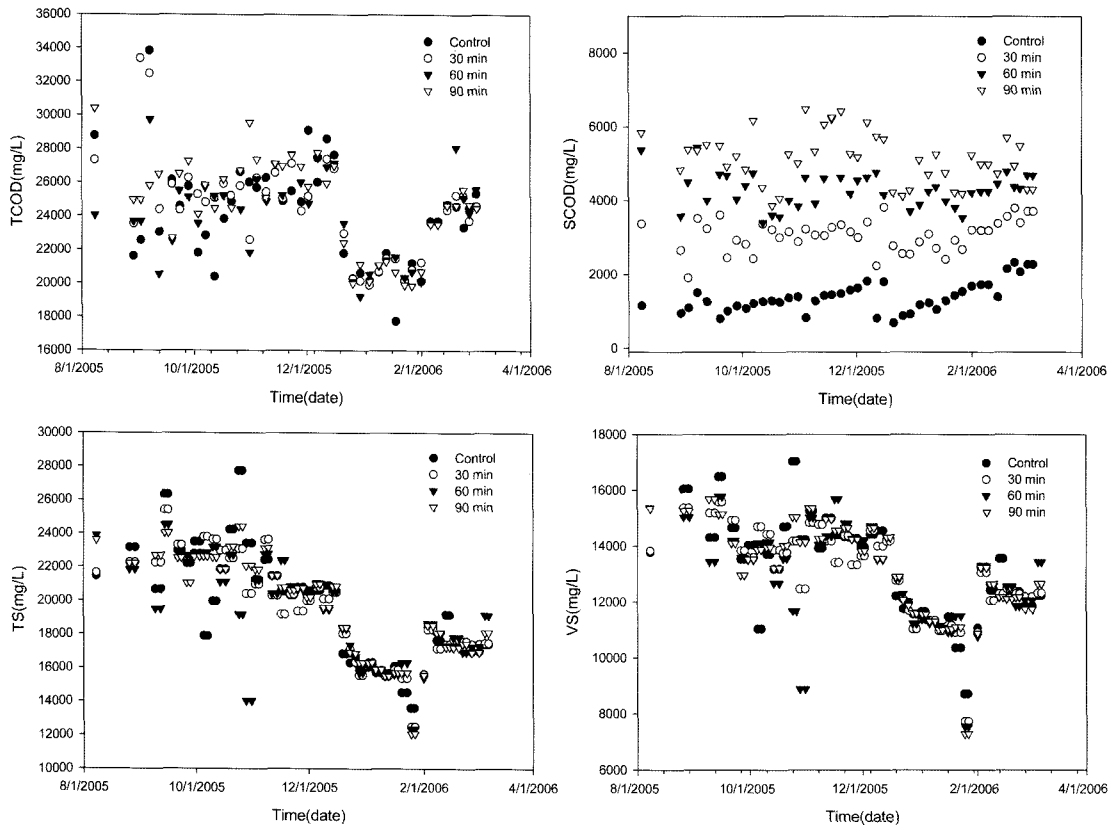 36000
34000
32000
30000
28000
26000
24000
22000
20000
18000
16000
TCOD(mg/L)
8/1/2005
10/1/2005
12/1/2005
2/1/2006
4/1/2006
Time(date)
Control
30 min
60 min
90 min
8000
6000
4000
2000
0
SCOD(mg/L)
8/1/2005
10/1/2005
12/1/2005
2/1/2006
4/1/2006
Time(date)
Control
30 min
60 min
90 min
30000
28000
26000
24000
22000
20000
18000
16000
14000
12000
10000
TS(mg/L)
8/1/2005
10/1/2005
12/1/2005
2/1/2006
4/1/2006
Time(date)
Control
30 min
60 min
90 min
18000
16000
14000
12000
10000
8000
6000
VS(mg/L)
8/1/2005
10/1/2005
12/1/2005
2/1/2006
4/1/2006
Time(date)
Control
30 min
60 min
90 min